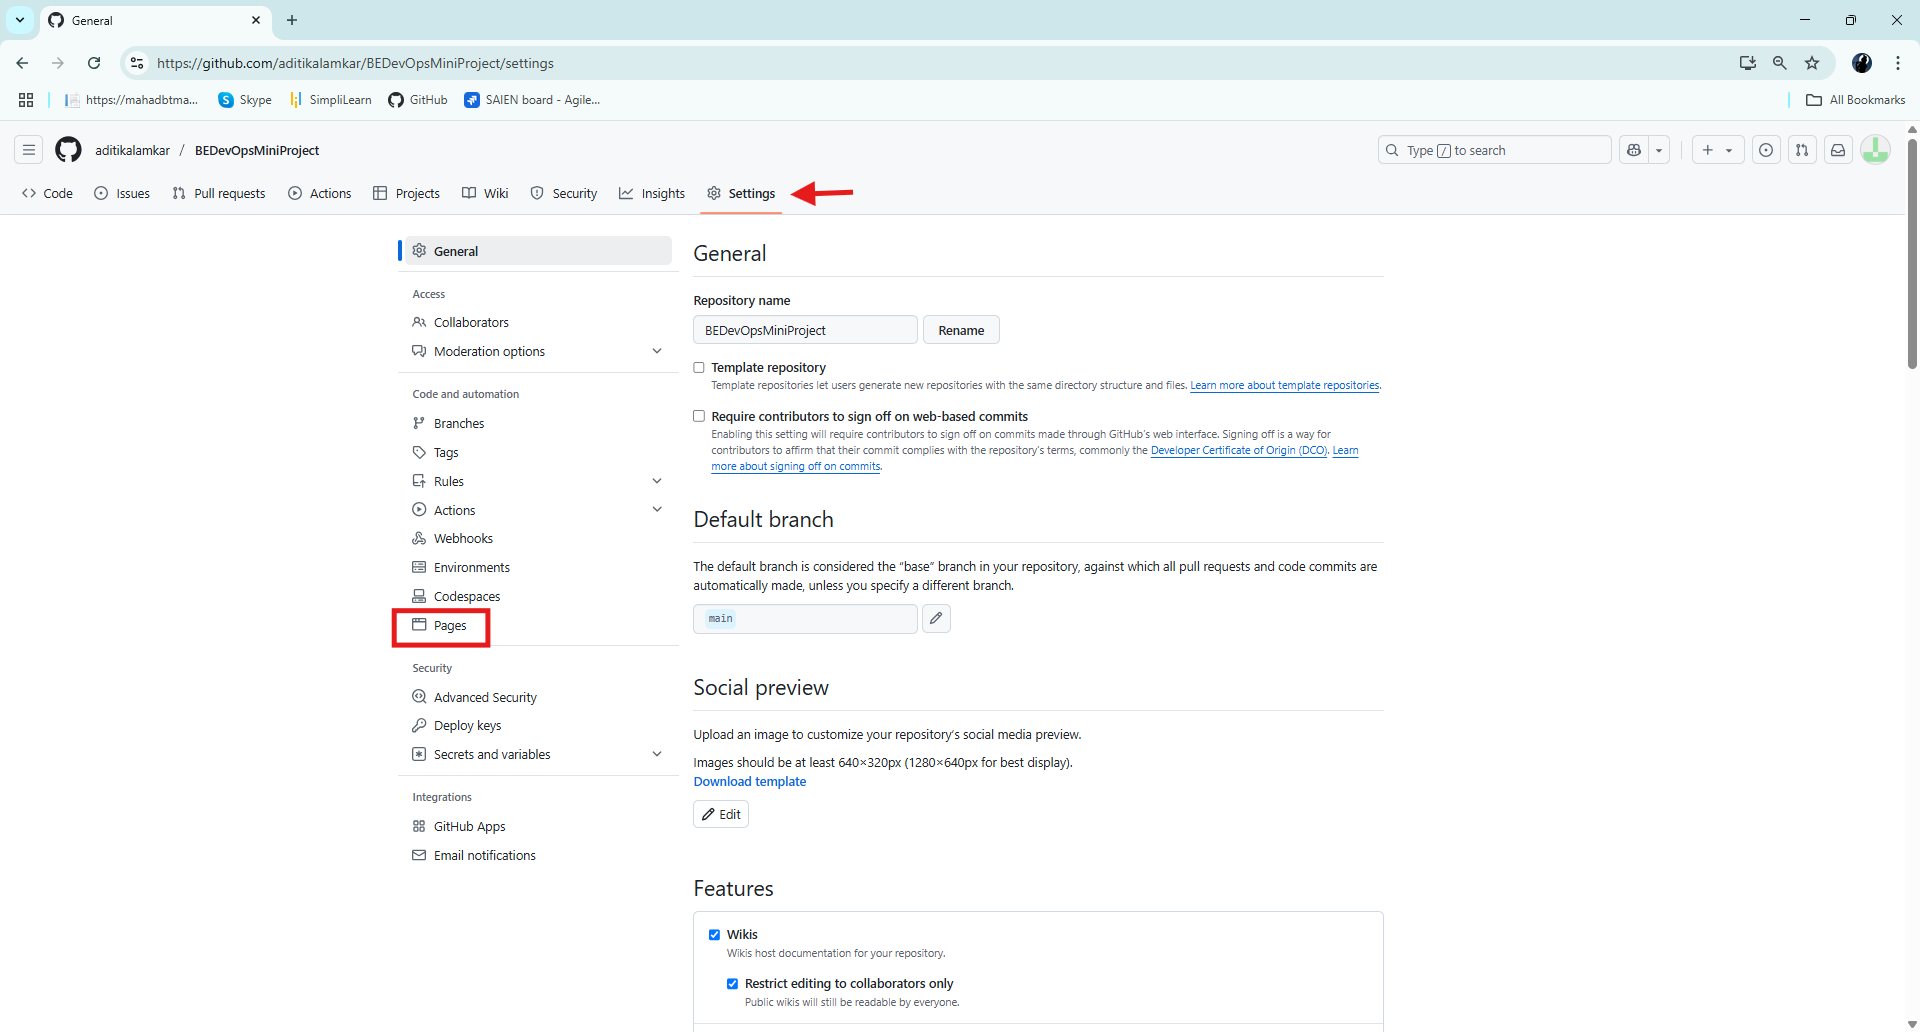 General
https://github.com/aditikalamkar/BEDevOpsMiniProject/settings
https://mahadbtma... Skype SimpliLearn GitHub SAIEN board - Agile... All Bookmarks
aditikalamkar / BEDevOpsMiniProject Type / to search
Code Issues Pull requests Actions Projects Wiki Security Insights Settings
General
Access
Collaborators
Moderation options
Code and automation
Branches
Tags
Rules
Actions
Webhooks
Environments
Codespaces
Pages
Security
Advanced Security
Deploy keys
Secrets and variables
Integrations
GitHub Apps
Email notifications
General
Repository name
BEDevOpsMiniProject Rename
Template repository
Template repositories let users generate new repositories with the same directory structure and files. Learn more about template repositories.
Require contributors to sign off on web-based commits
Enabling this setting will require contributors to sign off on commits made through GitHub's web interface. Signing off is a way for
contributors to affirm that their commit complies with the repository's terms, commonly the Developer Certificate of Origin (DCO). Learn
more about signing off on commits.
Default branch
The default branch is considered the “base” branch in your repository, against which all pull requests and code commits are
automatically made, unless you specify a different branch.
main
Social preview
Upload an image to customize your repository's social media preview.
Images should be at least 640×320px (1280×640px for best display).
Download template
Edit
Features
Wikis
Wikis host documentation for your repository.
Restrict editing to collaborators only
Public wikis will still be readable by everyone.